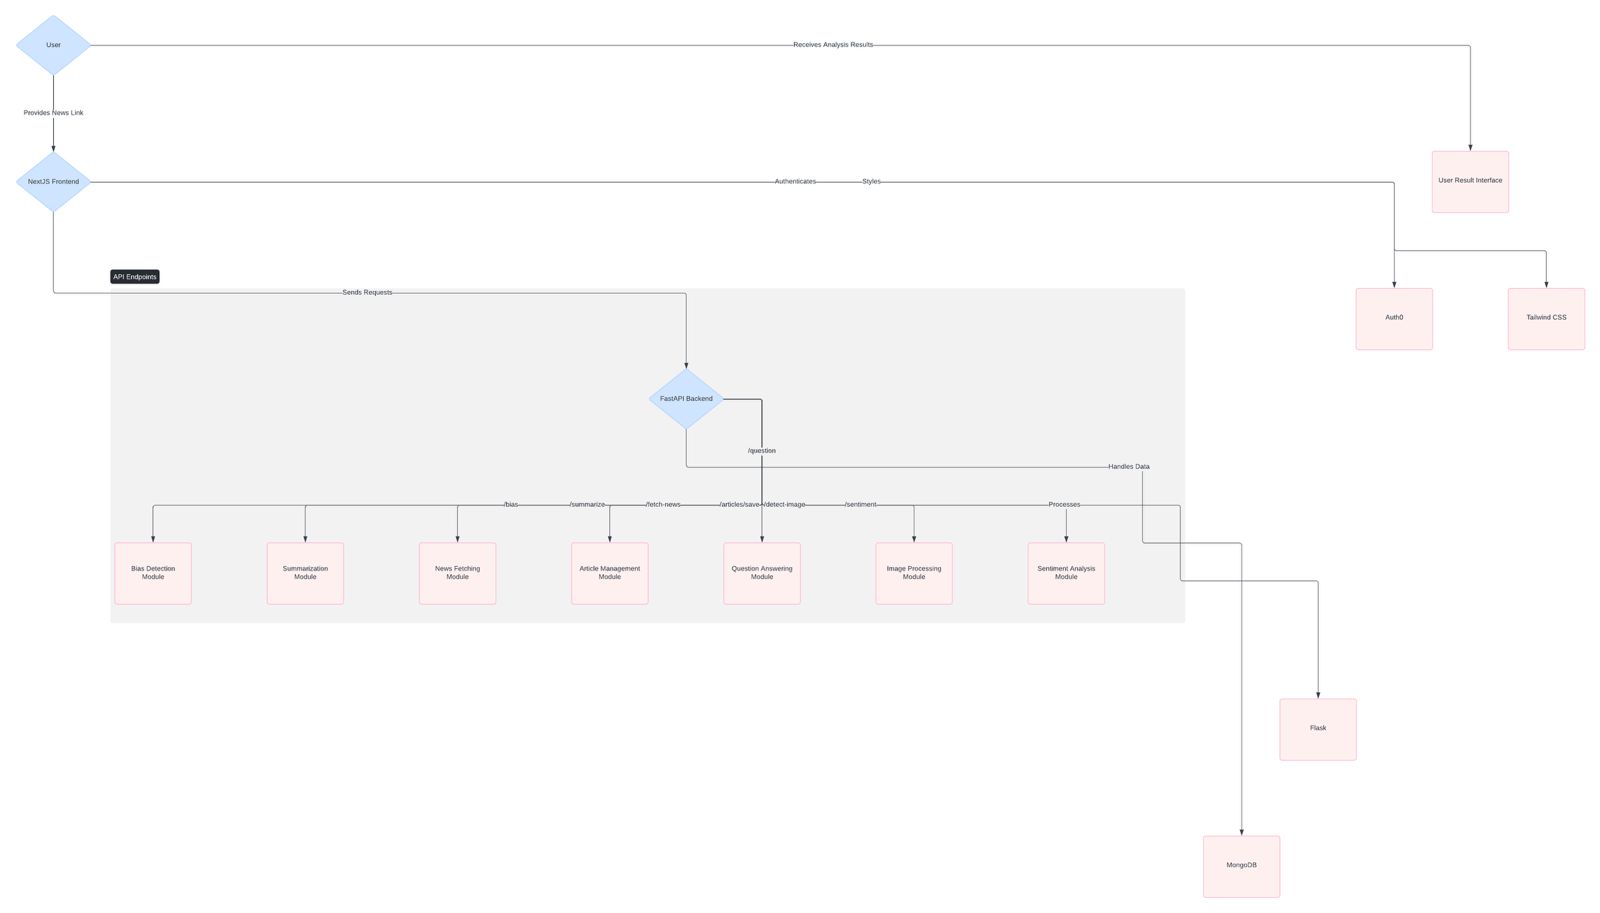 User
Receives Analysis Results
Provides News Link
NextJS Frontend
Authenticates
Styles
User Result Interface
API Endpoints
Sends Requests
Auth0
Tailwind CSS
FastAPI Backend
/question
Handles Data
/bias
/summarize
/fetch-news
/articles/save
/detect-image
/sentiment
Processes
Bias Detection
Module
Summarization
Module
News Fetching
Module
Article Management
Module
Question Answering
Module
Image Processing
Module
Sentiment Analysis
Module
Flask
MongoDB